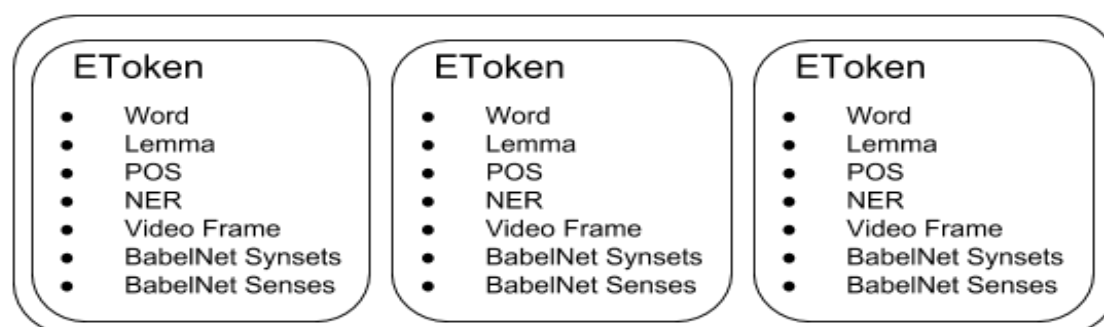 EToken
• Word
• Lemma
• POS
• NER
• Video Frame
• BabelNet Synsets
• BabelNet Senses
EToken
• Word
• Lemma
• POS
• NER
• Video Frame
• BabelNet Synsets
• BabelNet Senses
EToken
• Word
• Lemma
• POS
• NER
• Video Frame
• BabelNet Synsets
• BabelNet Senses